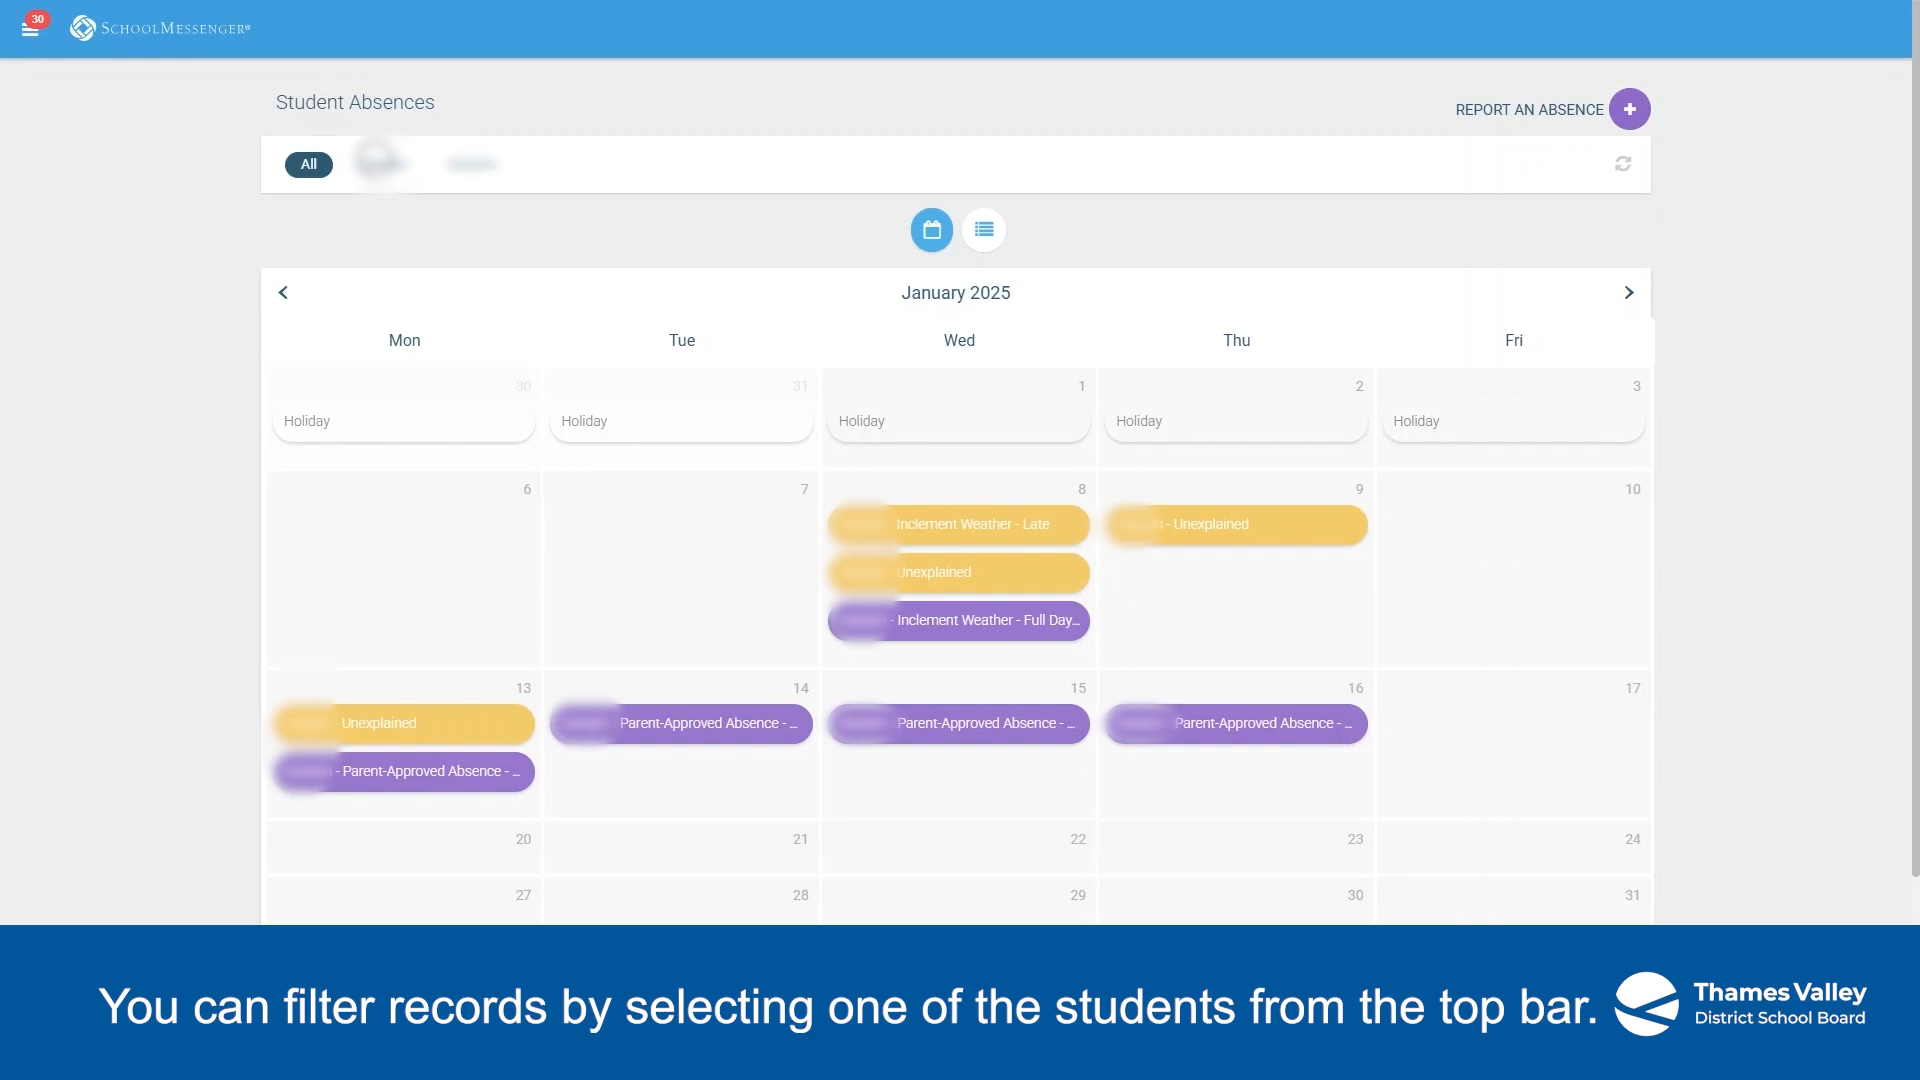 30
SCHOOLMESSENGER®
Student Absences
REPORT AN ABSENCE
All
January 2025
Mon Tue Wed Thu Fri
30 31 1 2 3
Holiday Holiday Holiday Holiday Holiday
6 7 8 9 10
Inclement Weather - Late - Unexplained
Unexplained
- Inclement Weather - Full Day...
13 14 15 16 17
- Unexplained Parent-Approved Absence - ... Parent-Approved Absence - ... Parent-Approved Absence - ...
- Parent-Approved Absence - ...
20 21 22 23 24
27 28 29 30 31
You can filter records by selecting one of the students from the top bar.
Thames Valley
District School Board